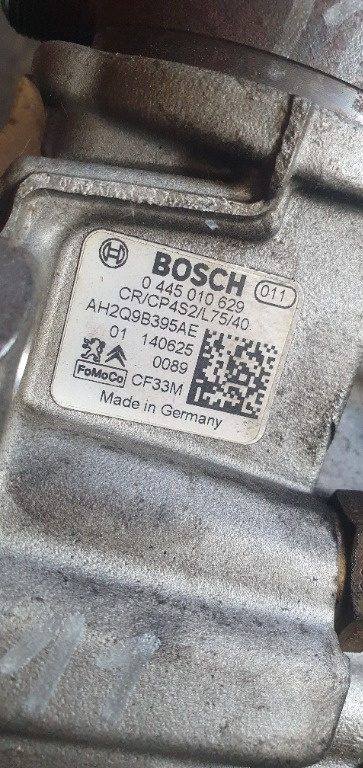 BOSCH
0 445 010 629 011
CR/CP4S2/L75/40
AH2Q9B395AE
01 140625
0089
FoMoCo CF33M
Made in Germany
11